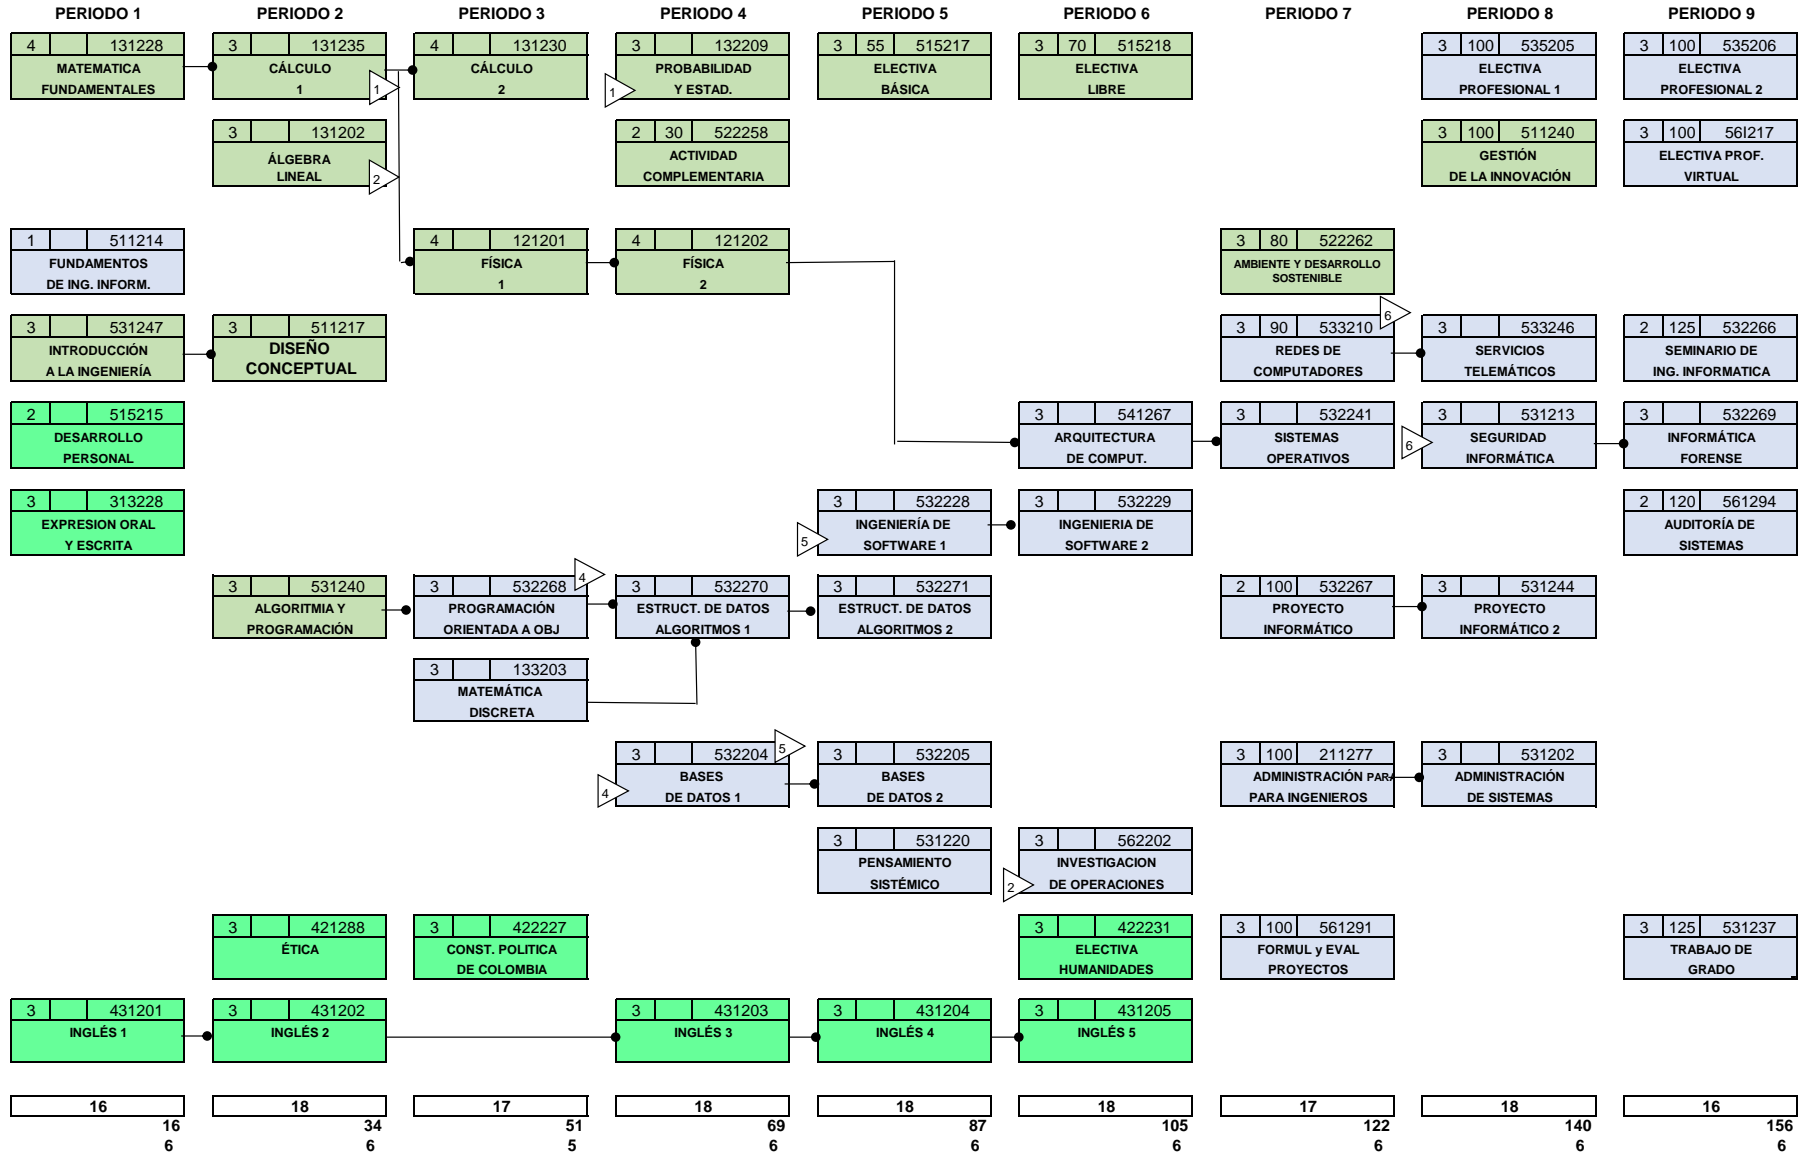 PERIODO 1 PERIODO 2 PERIODO 3 PERIODO 4 PERIODO 5 PERIODO 6 PERIODO 7 PERIODO 8 PERIODO 9
4 131228 3 131235 4 131230 3 132209 3 55 515217 3 70 515218 3 100 535205 3 100 535206
MATEMATICA CÁLCULO CÁLCULO PROBABILIDAD ELECTIVA ELECTIVA ELECTIVA ELECTIVA
FUNDAMENTALES 1 1 2 1 Y ESTAD. BÁSICA LIBRE PROFESIONAL 1 PROFESIONAL 2
3 131202 2 30 522258 3 100 511240 3 100 56I217
ÁLGEBRA ACTIVIDAD GESTIÓN ELECTIVA PROF.
LINEAL 2 COMPLEMENTARIA DE LA INNOVACIÓN VIRTUAL
1 511214 4 121201 4 121202 3 80 522262
FUNDAMENTOS FÍSICA FÍSICA AMBIENTE Y DESARROLLO
DE ING. INFORM. 1 2 SOSTENIBLE
6
3 531247 3 511217 3 90 533210 3 533246 2 125 532266
INTRODUCCIÓN DISEÑO REDES DE SERVICIOS SEMINARIO DE
A LA INGENIERÍA CONCEPTUAL COMPUTADORES TELEMÁTICOS ING. INFORMATICA
2 515215 3 541267 3 532241 3 531213 3 532269
DESARROLLO ARQUITECTURA SISTEMAS 6 SEGURIDAD INFORMÁTICA
PERSONAL DE COMPUT. OPERATIVOS INFORMÁTICA FORENSE
3 313228 3 532228 3 532229 2 120 561294
EXPRESION ORAL INGENIERÍA DE INGENIERIA DE AUDITORÍA DE
Y ESCRITA 5 SOFTWARE 1 SOFTWARE 2 SISTEMAS
3 531240 3 532268 4 3 532270 3 532271 2 100 532267 3 531244
ALGORITMIA Y PROGRAMACIÓN ESTRUCT. DE DATOS ESTRUCT. DE DATOS PROYECTO PROYECTO
PROGRAMACIÓN ORIENTADA A OBJ ALGORITMOS 1 ALGORITMOS 2 INFORMÁTICO INFORMÁTICO 2
3 133203
MATEMÁTICA
DISCRETA
3 532204 5 3 532205 3 100 211277 3 531202
BASES BASES ADMINISTRACIÓN PARA ADMINISTRACIÓN
4 DE DATOS 1 DE DATOS 2 PARA INGENIEROS DE SISTEMAS
3 531220 3 562202
PENSAMIENTO INVESTIGACION
SISTÉMICO 2 DE OPERACIONES
3 421288 3 422227 3 422231 3 100 561291 3 125 531237
ÉTICA CONST. POLITICA ELECTIVA FORMUL y EVAL TRABAJO DE
DE COLOMBIA HUMANIDADES PROYECTOS GRADO
3 431201 3 431202 3 431203 3 431204 3 431205
INGLÉS 1 INGLÉS 2 INGLÉS 3 INGLÉS 4 INGLÉS 5
16 18 17 18 18 18 17 18 16
16 34 51 69 87 105 122 140 156
6 6 5 6 6 6 6 6 6